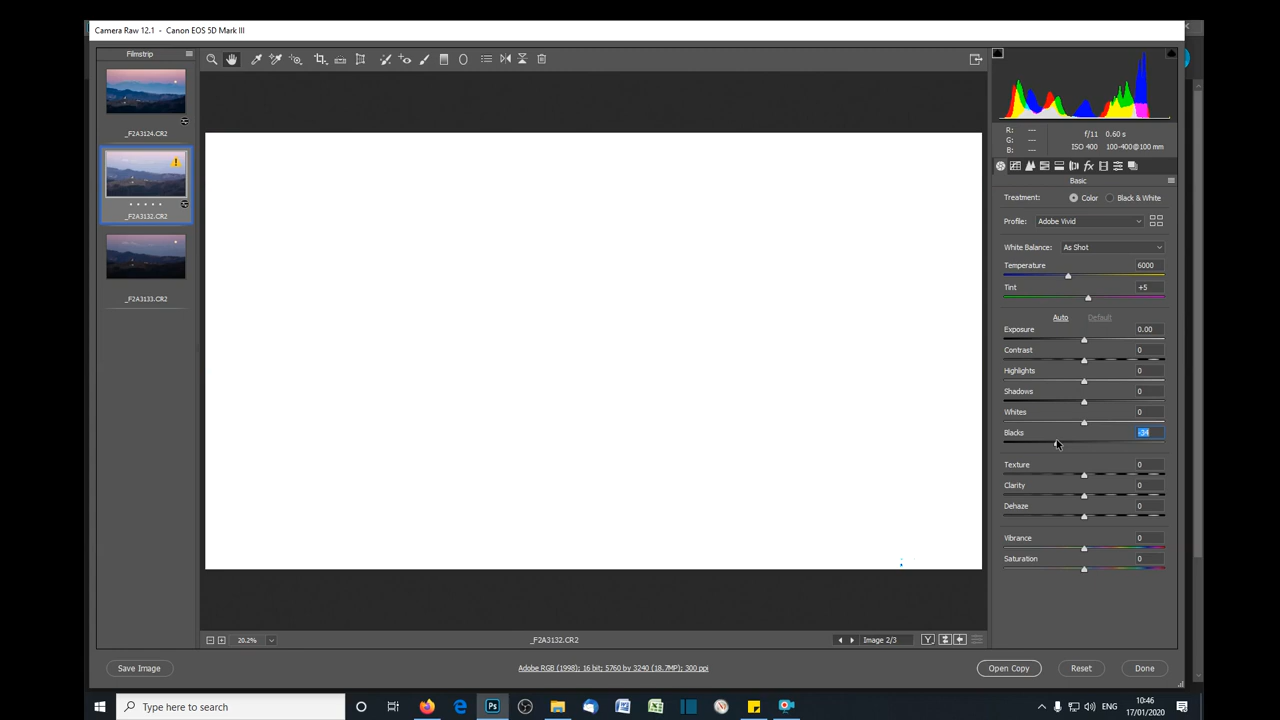 Camera Raw 12.1 - Canon EOS 5D Mark III
Filmstrip
_F2A3124.CR2
_F2A3132.CR2
_F2A3133.CR2
R: ---
G: ---
B: ---
f/11 0.60 s
ISO 400 100-400@100 mm
Basic
Treatment: Color Black & White
Profile: Adobe Vivid
White Balance: As Shot
Temperature 6000
Tint +5
Auto Default
Exposure 0.00
Contrast 0
Highlights 0
Shadows 0
Whites 0
Blacks -34
Texture 0
Clarity 0
Dehaze 0
Vibrance 0
Saturation 0
20.2% _F2A3132.CR2 Image 2/3 Y
Save Image Adobe RGB (1998); 16 bit; 5760 by 3240 (18.7MP); 300 ppi Open Copy Reset Done
Type here to search Ps ENG 10:46
17/01/2020